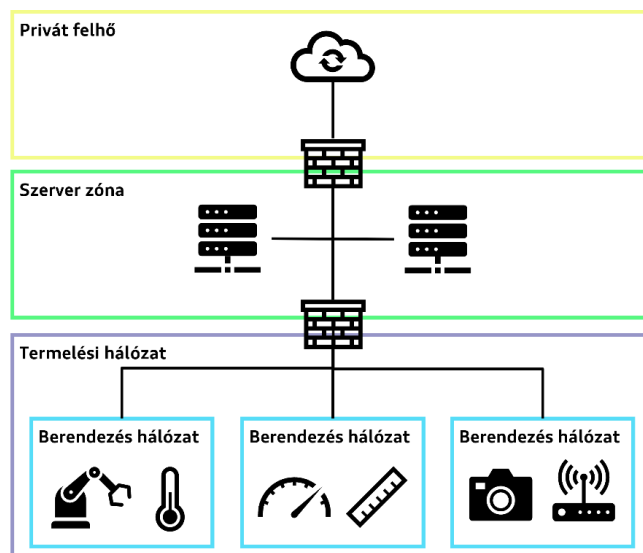 Privát felhő
Szerver zóna
Termelési hálózat
Berendezés hálózat
Berendezés hálózat
Berendezés hálózat